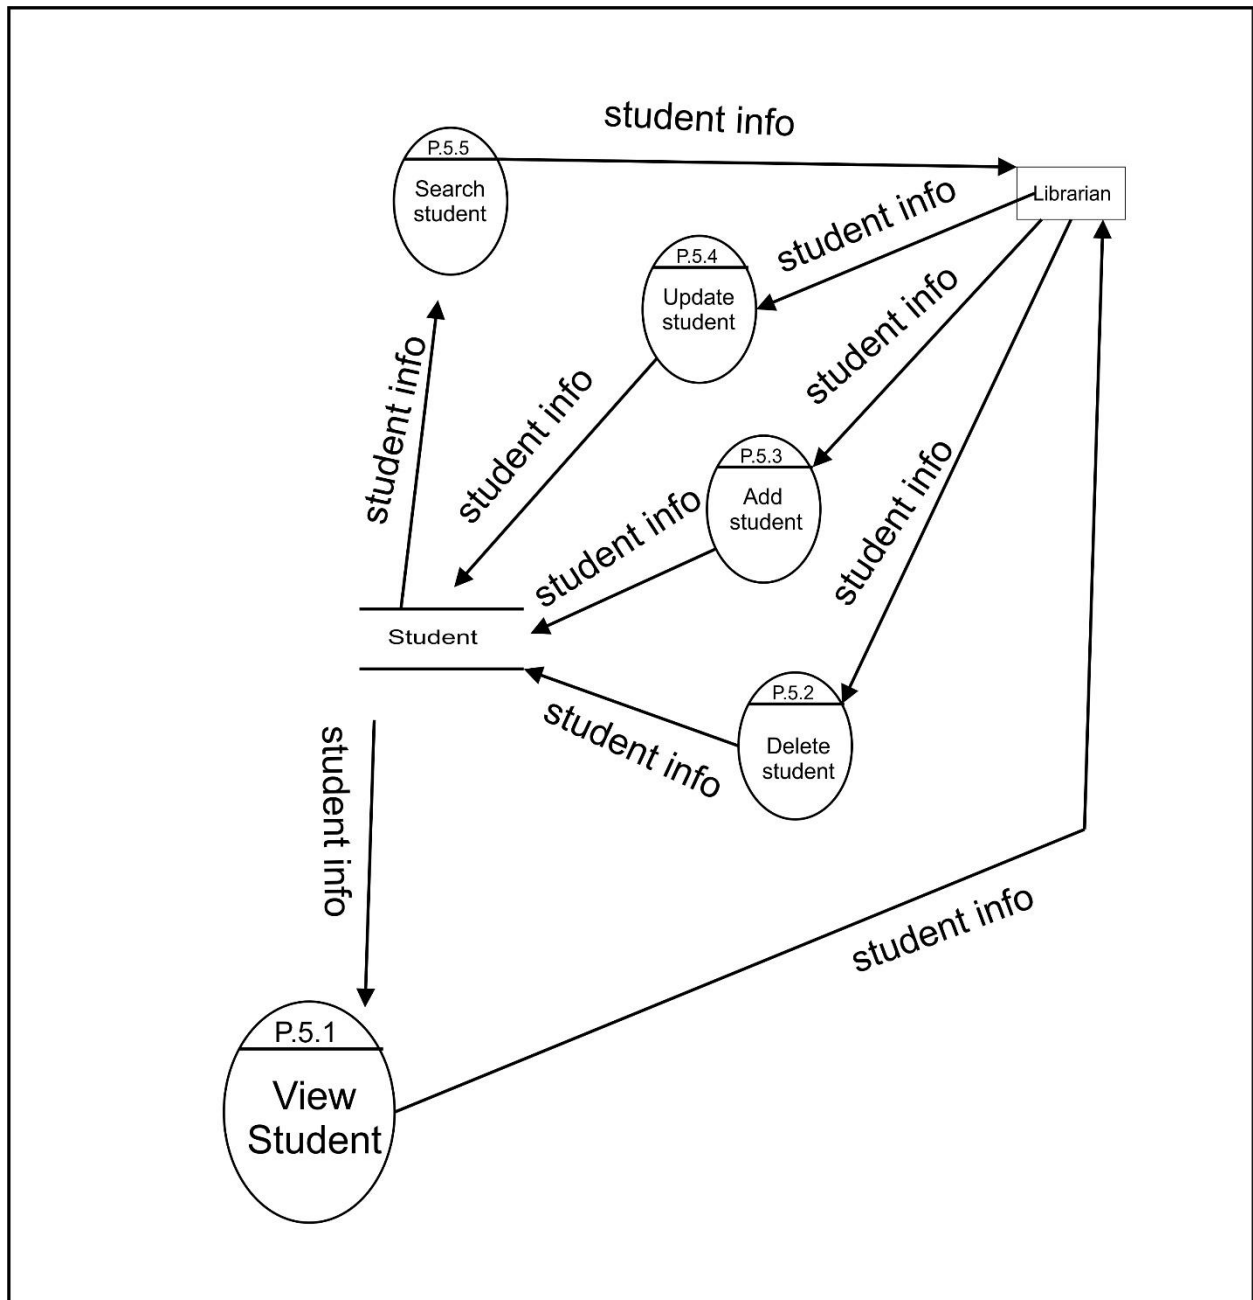 student info
P.5.5
Search
student
Librarian
student info
P.5.4
Update
student
student info
student info
student info
P.5.3
Add
student
student info
student info
Student
P.5.2
Delete
student
student info
student info
student info
P.5.1
View
Student